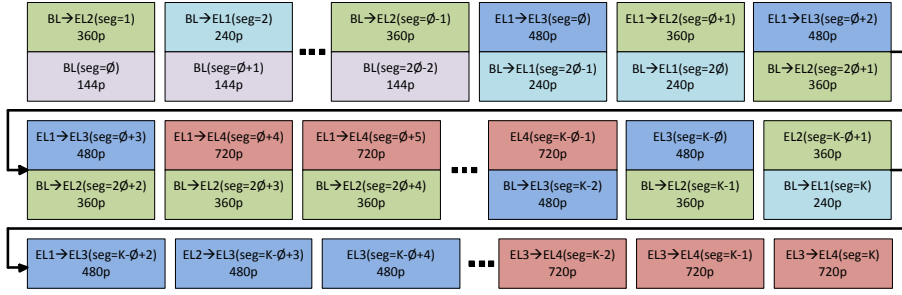 BL→EL2(seg=1)
360p
BL(seg=Ø)
144p
BL→EL1(seg=2)
240p
BL(seg=Ø+1)
144p
BL→EL2(seg=Ø-1)
360p
BL(seg=2Ø-2)
144p
EL1→EL3(seg=Ø)
480p
BL→EL1(seg=2Ø-1)
240p
EL1→EL2(seg=Ø+1)
360p
BL→EL1(seg=2Ø)
240p
EL1→EL3(seg=Ø+2)
480p
BL→EL2(seg=2Ø+1)
360p
EL1→EL3(seg=Ø+3)
480p
BL→EL2(seg=2Ø+2)
360p
EL1→EL4(seg=Ø+4)
720p
BL→EL2(seg=2Ø+3)
360p
EL1→EL4(seg=Ø+5)
720p
BL→EL2(seg=2Ø+4)
360p
EL4(seg=K-Ø-1)
720p
BL→EL3(seg=K-2)
480p
EL3(seg=K-Ø)
480p
BL→EL2(seg=K-1)
360p
EL2(seg=K-Ø+1)
360p
BL→EL1(seg=K)
240p
EL1→EL3(seg=K-Ø+2)
480p
EL2→EL3(seg=K-Ø+3)
480p
EL3(seg=K-Ø+4)
480p
EL3→EL4(seg=K-2)
720p
EL3→EL4(seg=K-1)
720p
EL3→EL4(seg=K)
720p